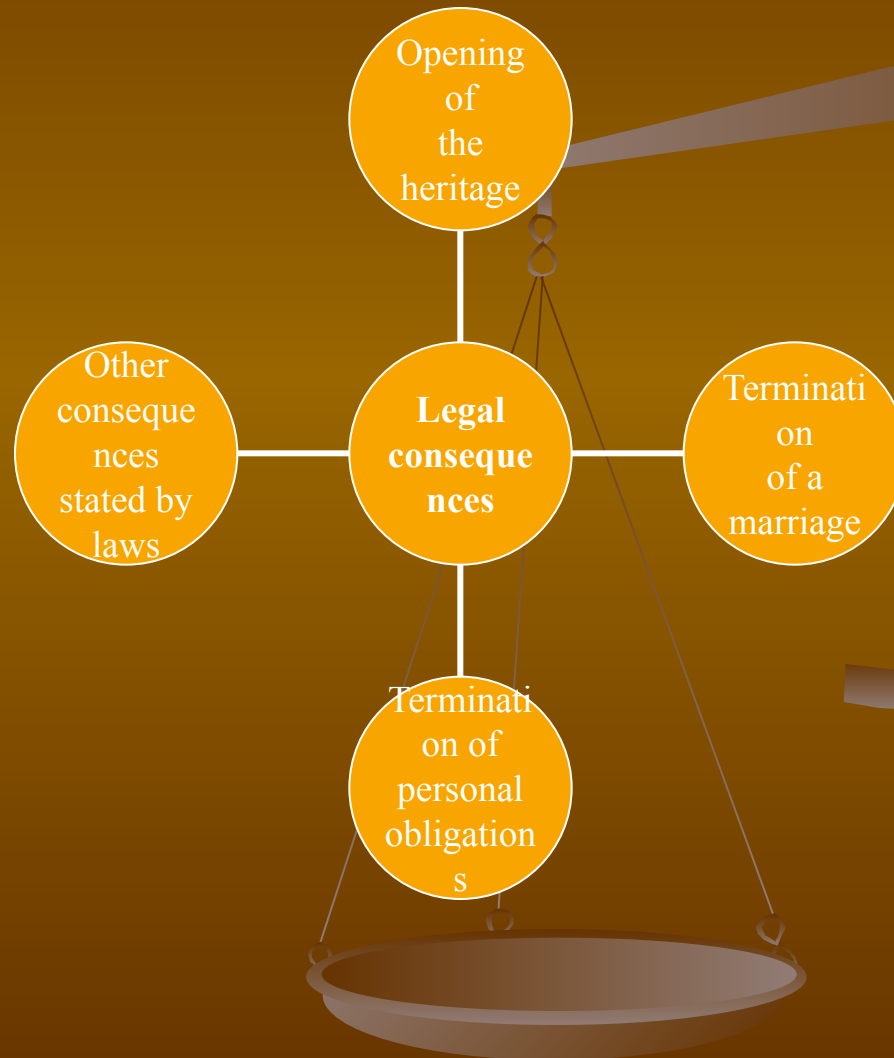 Opening
of
the
heritage
Other
conseque
nces
stated by
laws
Legal
conseque
nces
Terminati
on
of a
marriage
Terminati
on of
personal
obligation
s